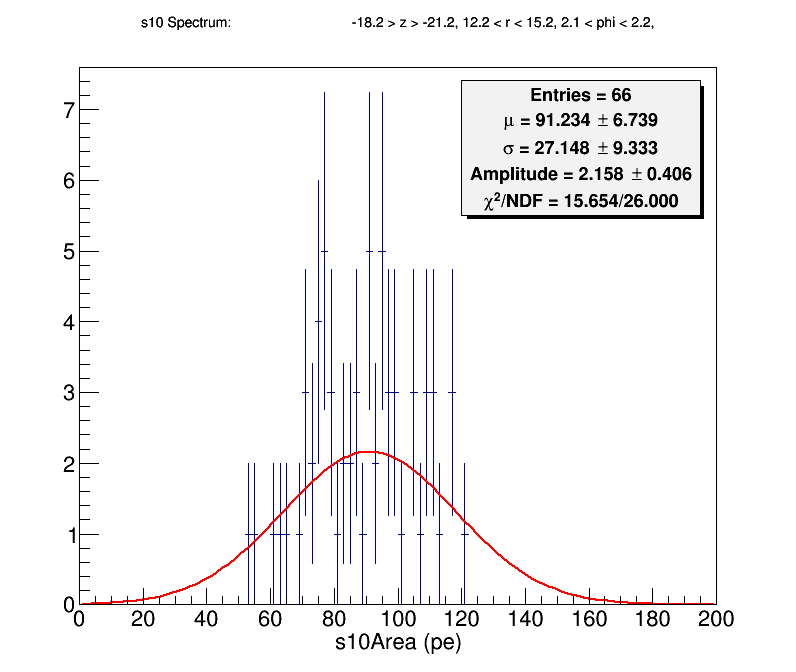 s10 Spectrum: -18.2 > z > -21.2, 12.2 < r < 15.2, 2.1 < phi < 2.2,
Entries = 66
μ = 91.234 ± 6.739
σ = 27.148 ± 9.333
Amplitude = 2.158 ± 0.406
χ²/NDF = 15.654/26.000
7
6
5
4
3
2
1
0
0 20 40 60 80 100 120 140 160 180 200
s10Area (pe)